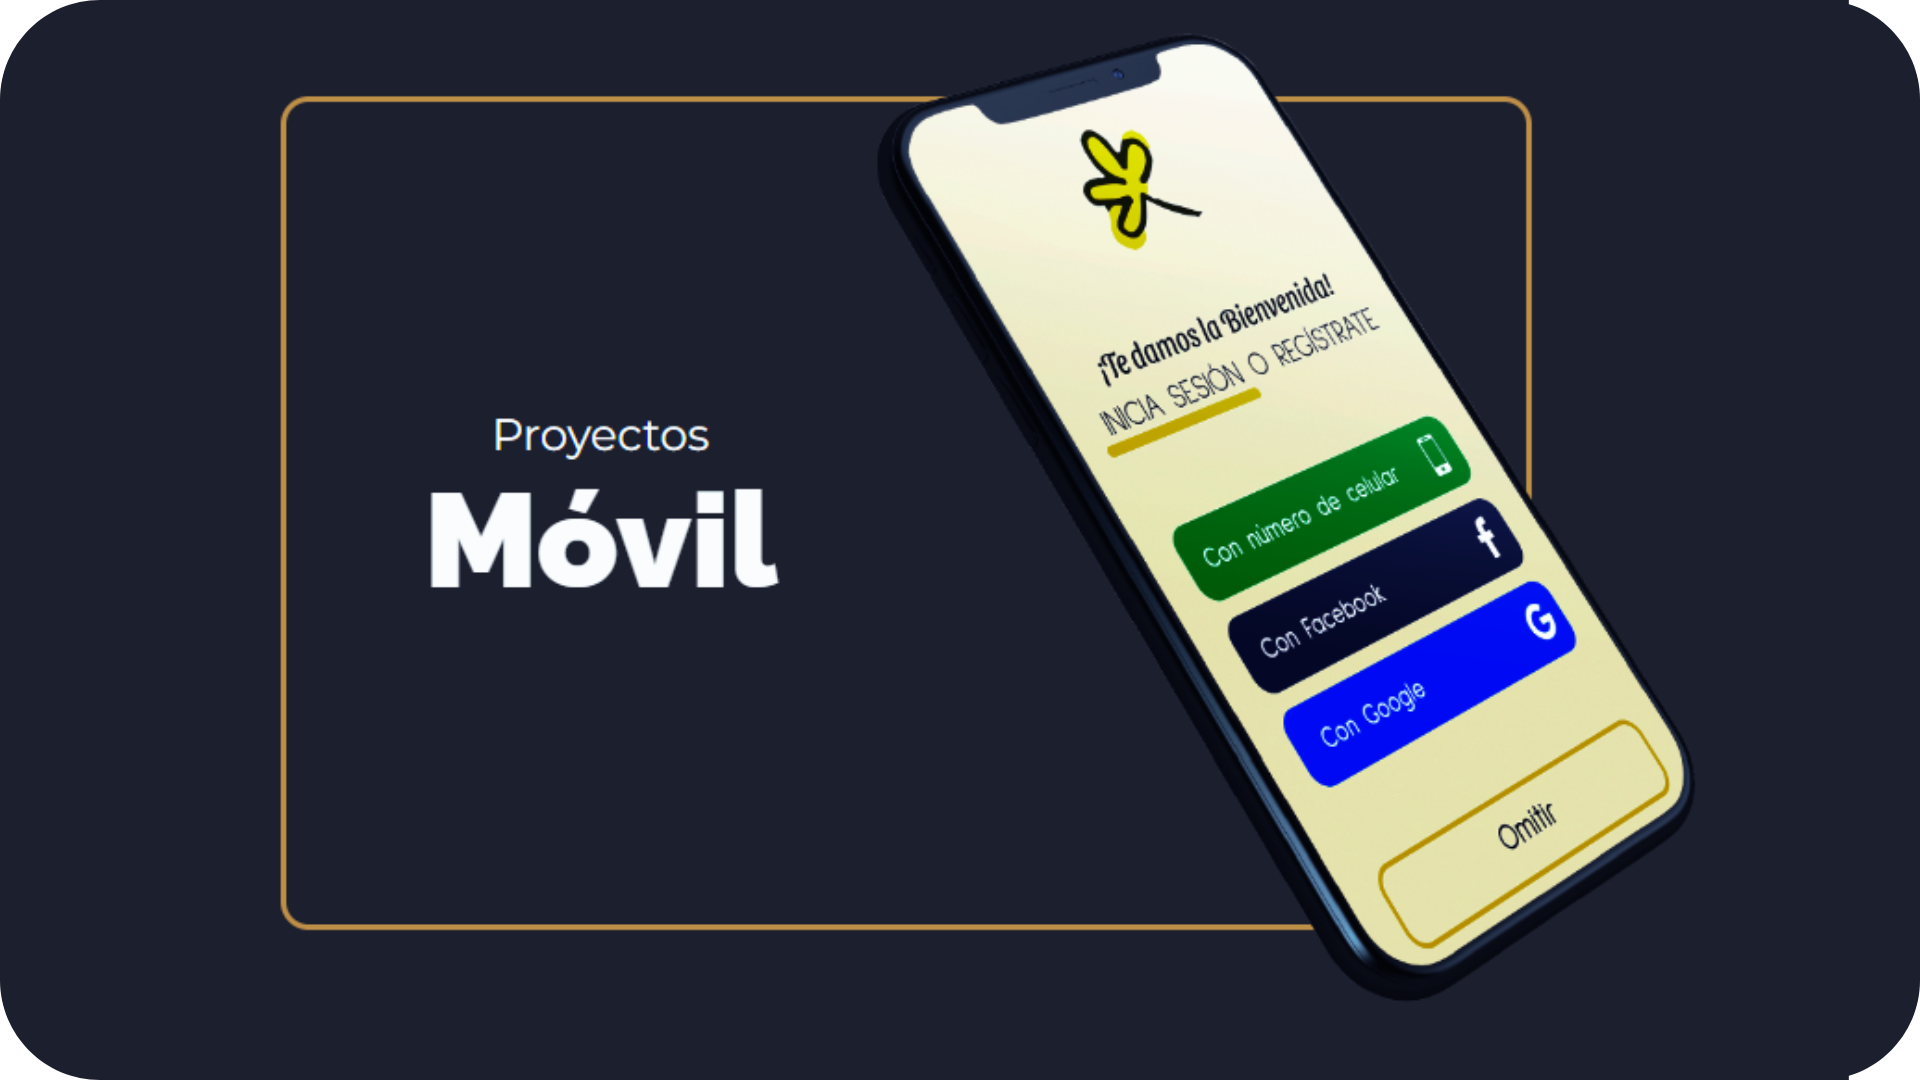 Proyectos
Móvil
¡Te damos la Bienvenida!
INICIA SESIÓN O REGÍSTRATE
Con número de celular
Con Facebook
Con Google
Omitir